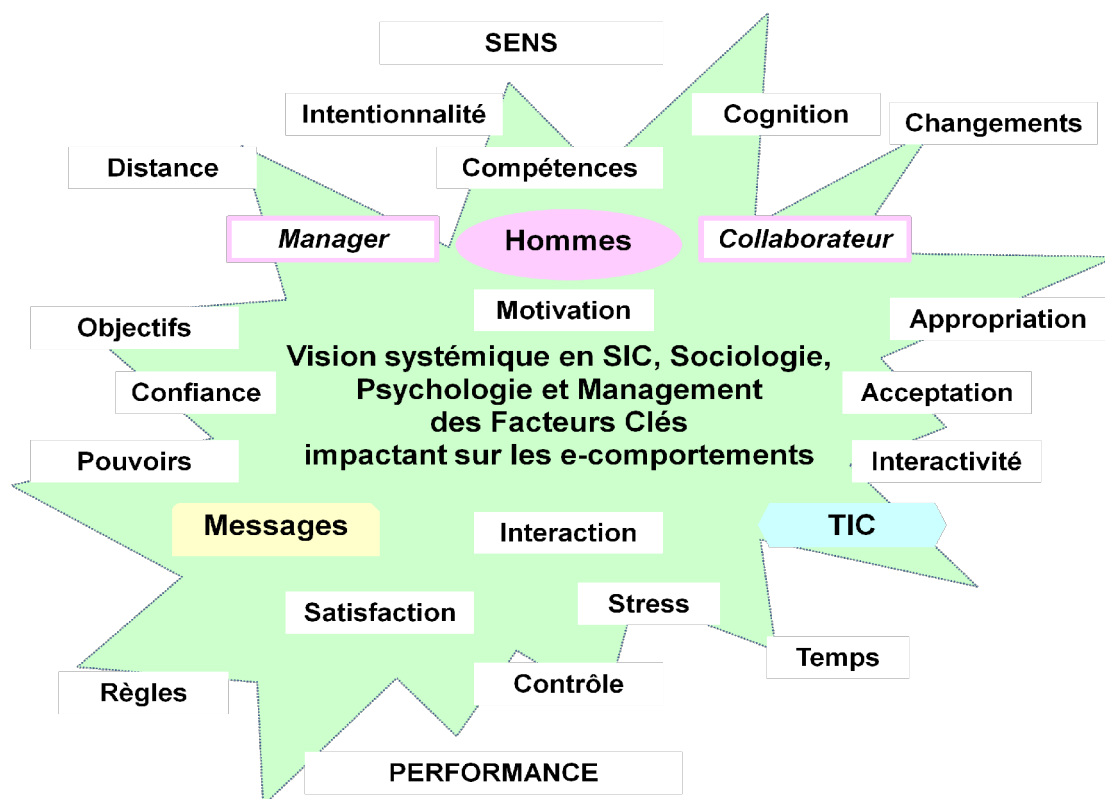 SENS
Intentionnalité
Cognition
Changements
Distance
Compétences
Manager
Hommes
Collaborateur
Motivation
Objectifs
Appropriation
Vision systémique en SIC, Sociologie,
Psychologie et Management
des Facteurs Clés
impactant sur les e-comportements
Confiance
Acceptation
Pouvoirs
Interactivité
Messages
Interaction
TIC
Satisfaction
Stress
Temps
Règles
Contrôle
PERFORMANCE